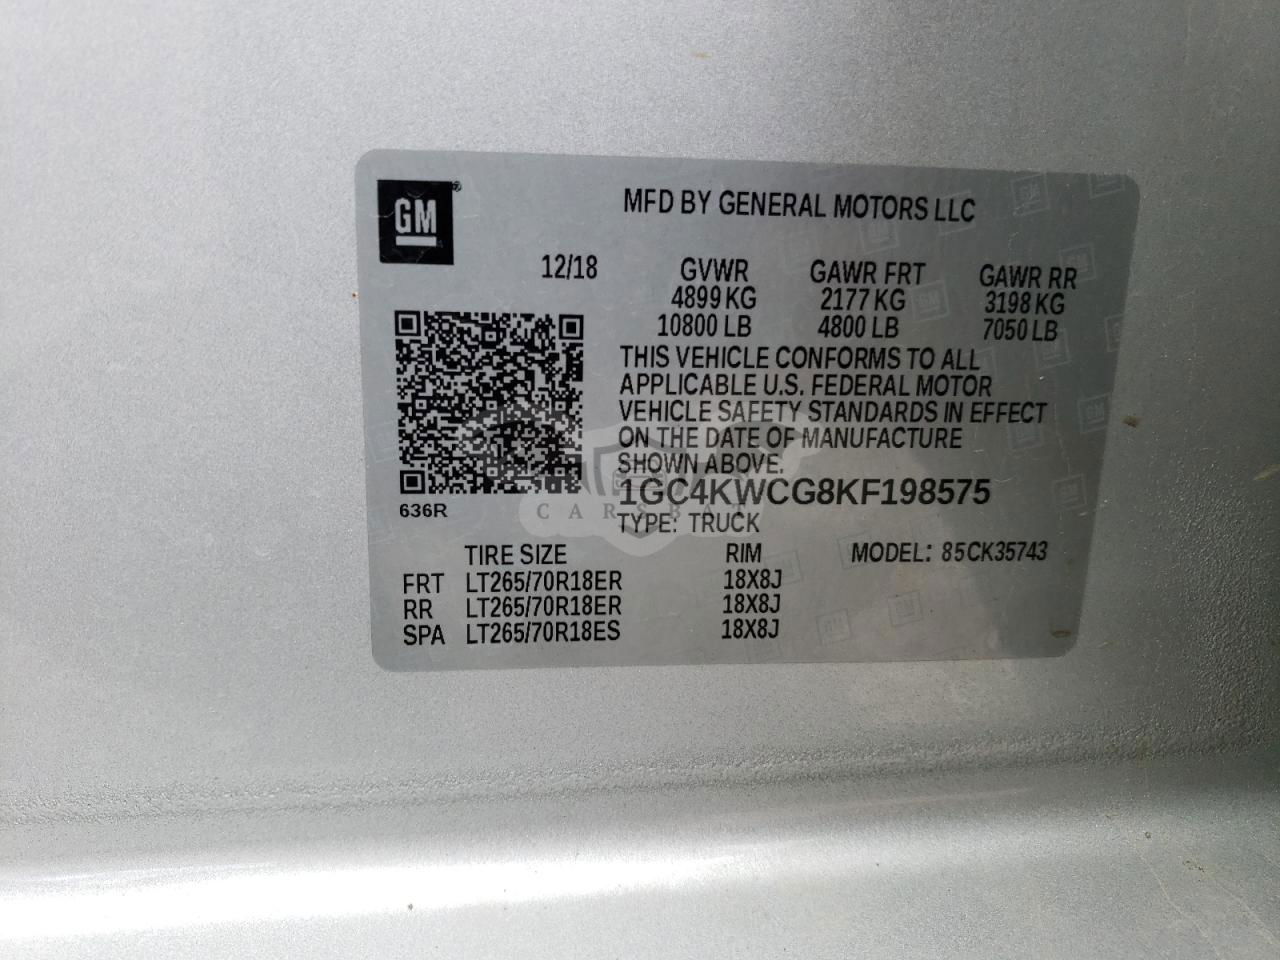 GM
MFD BY GENERAL MOTORS LLC
12/18 GVWR GAWR FRT GAWR RR
4899 KG 2177 KG 3198 KG
10800 LB 4800 LB 7050 LB
THIS VEHICLE CONFORMS TO ALL
APPLICABLE U.S. FEDERAL MOTOR
VEHICLE SAFETY STANDARDS IN EFFECT
ON THE DATE OF MANUFACTURE
SHOWN ABOVE.
1GC4KWCG8KF198575
636R
CARSBAT
TYPE: TRUCK
TIRE SIZE RIM MODEL: 85CK35743
FRT LT265/70R18ER 18X8J
RR LT265/70R18ER 18X8J
SPA LT265/70R18ES 18X8J